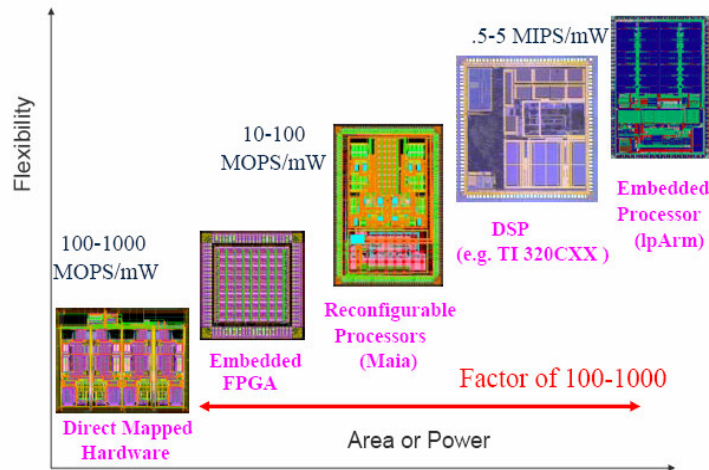 .5-5 MIPS/mW
10-100
MOPS/mW
Flexibility
100-1000
MOPS/mW
Embedded
Processor
(lpArm)
DSP
(e.g. TI 320CXX )
Reconfigurable
Processors
(Maia)
Embedded
FPGA
Direct Mapped
Hardware
Factor of 100-1000
Area or Power